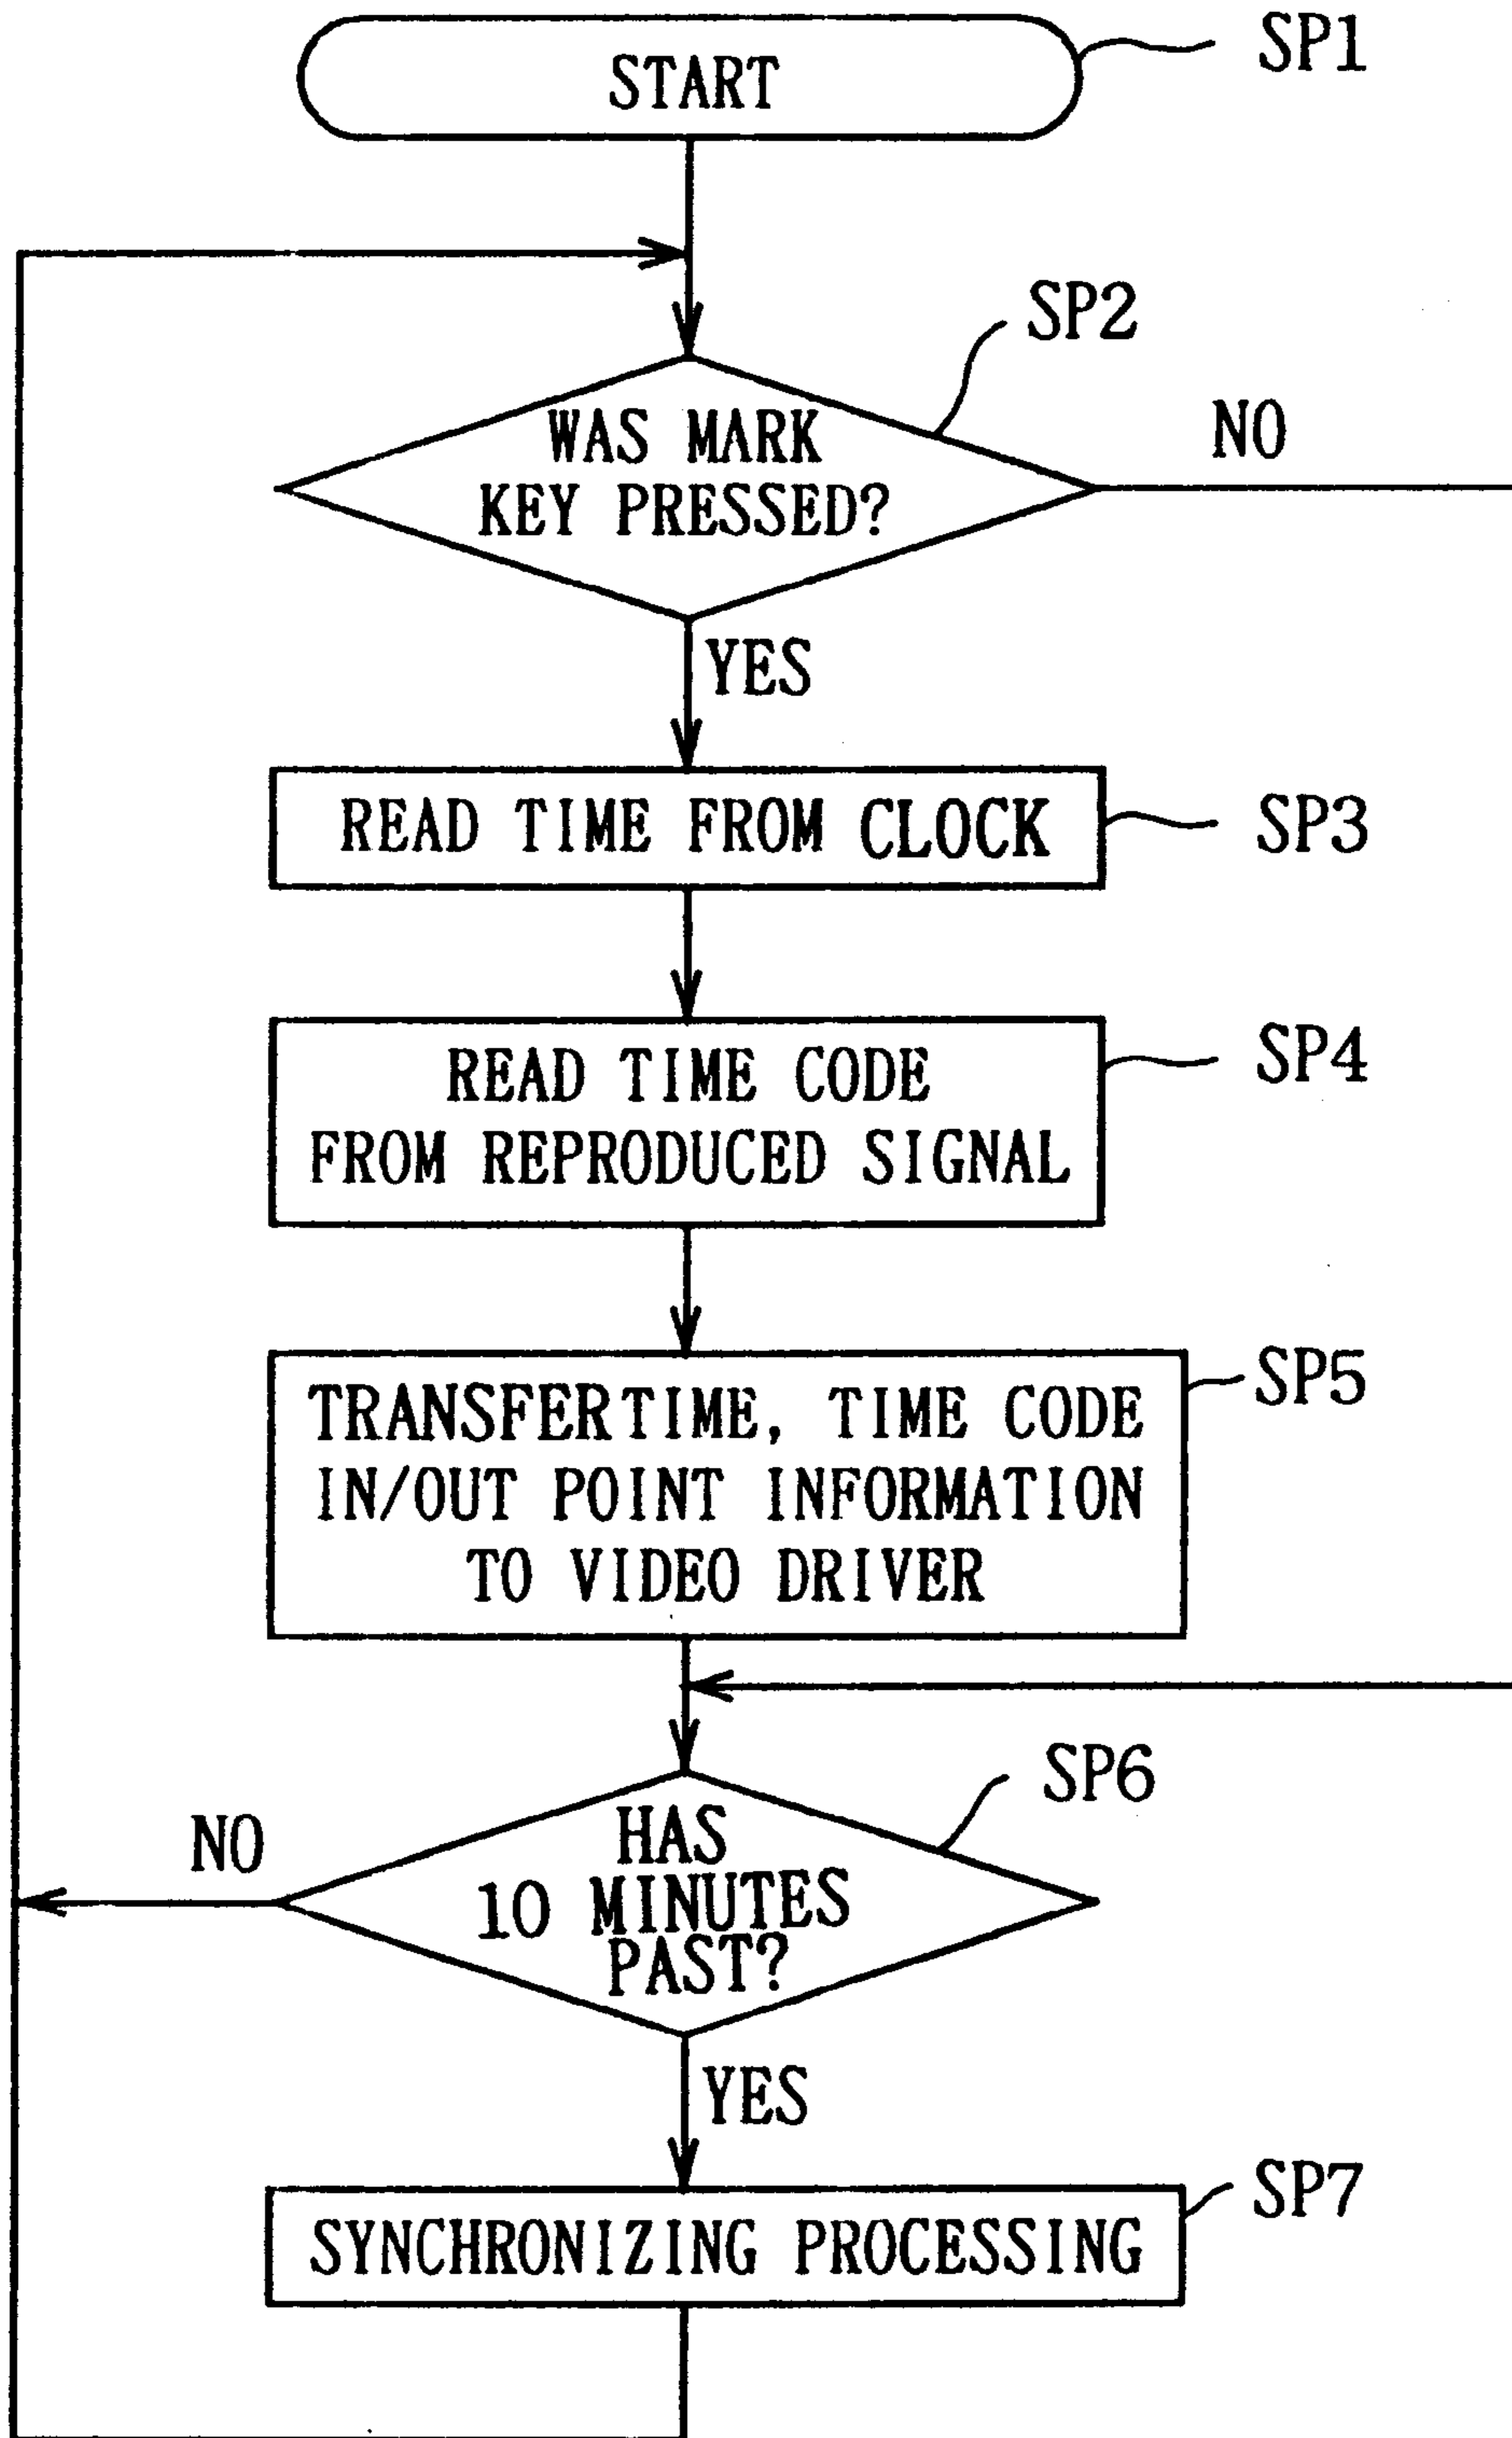 START
SP1
SP2
WAS MARK
KEY PRESSED?
NO
YES
READ TIME FROM CLOCK
SP3
READ TIME CODE
FROM REPRODUCED SIGNAL
SP4
TRANSFERTIME, TIME CODE
IN/OUT POINT INFORMATION
TO VIDEO DRIVER
SP5
SP6
HAS
10 MINUTES
PAST?
NO
YES
SYNCHRONIZING PROCESSING
SP7